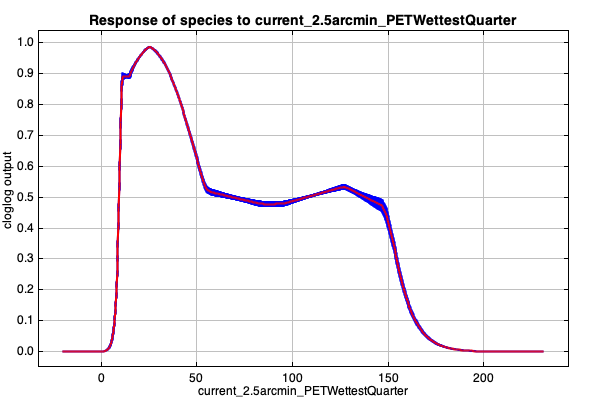 Response of species to current_2.5arcmin_PETWettestQuarter
1.0
0.9
0.8
0.7
0.6
0.5
0.4
0.3
0.2
0.1
0.0
cloglog output
0 50 100 150 200
current_2.5arcmin_PETWettestQuarter